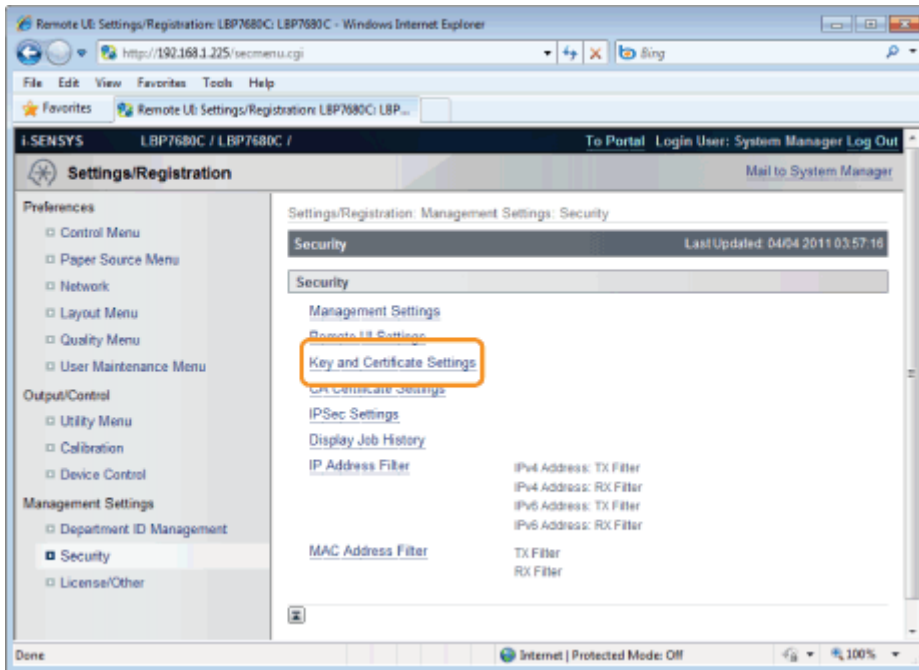 Remote UI: Settings/Registration: LBP7680C: LBP7680C - Windows Internet Explorer
http://192.168.1.225/secmenu.cgi
Bing
File Edit View Favorites Tools Help
Favorites Remote UI: Settings/Registration: LBP7680C: LBP...
i-SENSYS LBP7680C / LBP7680C / To Portal Login User: System Manager Log Out
Settings/Registration Mail to System Manager
Preferences
Control Menu
Paper Source Menu
Network
Layout Menu
Quality Menu
User Maintenance Menu
Output/Control
Utility Menu
Calibration
Device Control
Management Settings
Department ID Management
Security
License/Other
Settings/Registration: Management Settings: Security
Security Last Updated: 04/04 2011 03:57:16
Security
Management Settings
Remote UI Settings
Key and Certificate Settings
CA Certificate Settings
IPSec Settings
Display Job History
IP Address Filter IPv4 Address: TX Filter
IPv4 Address: RX Filter
IPv6 Address: TX Filter
IPv6 Address: RX Filter
MAC Address Filter TX Filter
RX Filter
Done Internet | Protected Mode: Off 100%